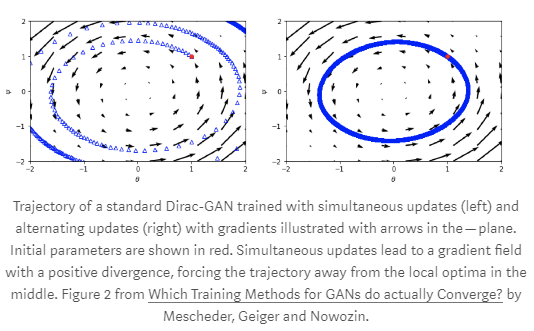 2
1
0
−1
−2
ψ
−2
−1
0
1
2
θ
2
1
0
−1
−2
ψ
−2
−1
0
1
2
θ
Trajectory of a standard Dirac-GAN trained with simultaneous updates (left) and
alternating updates (right) with gradients illustrated with arrows in the — plane.
Initial parameters are shown in red. Simultaneous updates lead to a gradient field
with a positive divergence, forcing the trajectory away from the local optima in the
middle. Figure 2 from Which Training Methods for GANs do actually Converge? by
Mescheder, Geiger and Nowozin.